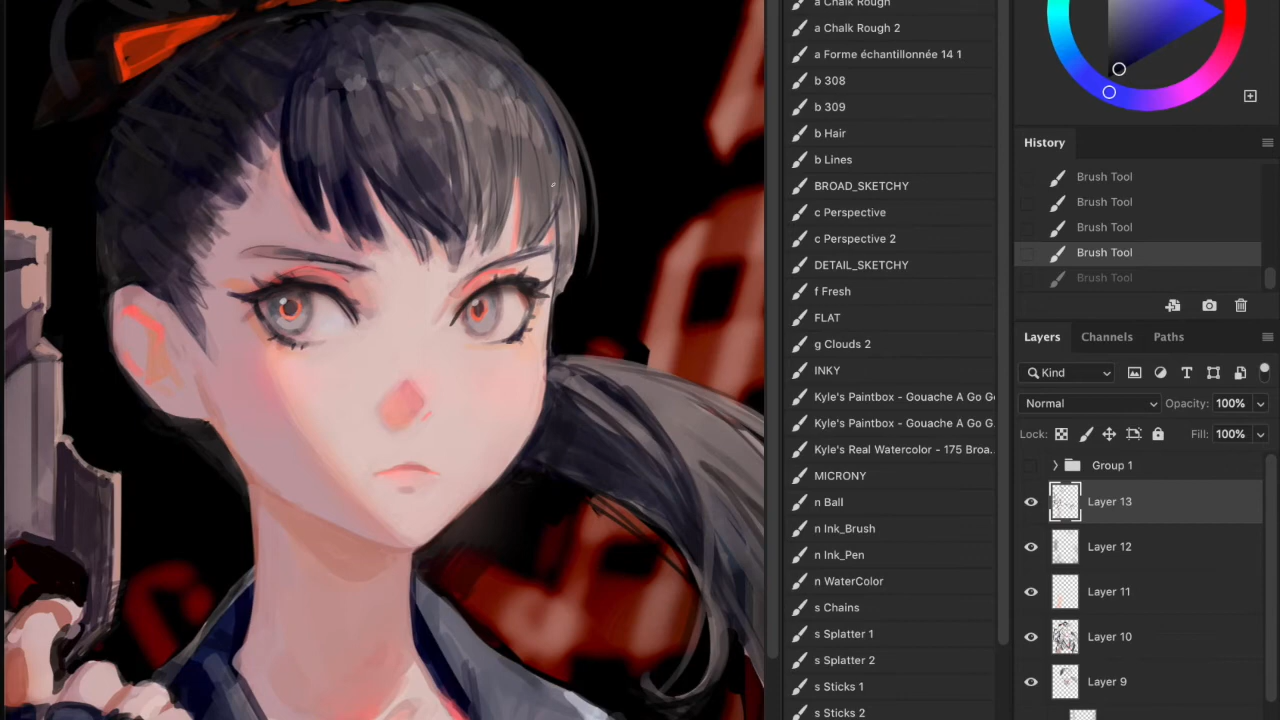 a Chalk Rough
a Chalk Rough 2
a Forme échantillonnée 14 1
b 308
b 309
b Hair
b Lines
BROAD_SKETCHY
c Perspective
c Perspective 2
DETAIL_SKETCHY
f Fresh
FLAT
g Clouds 2
INKY
Kyle's Paintbox - Gouache A Go G
Kyle's Paintbox - Gouache A Go G.
Kyle's Real Watercolor - 175 Broa...
MICRONY
n Ball
n Ink_Brush
n Ink_Pen
n WaterColor
s Chains
s Splatter 1
s Splatter 2
s Sticks 1
s Sticks 2
History
Brush Tool
Brush Tool
Brush Tool
Brush Tool
Brush Tool
Layers Channels Paths
Kind
Normal Opacity: 100%
Lock: Fill: 100%
Group 1
Layer 13
Layer 12
Layer 11
Layer 10
Layer 9